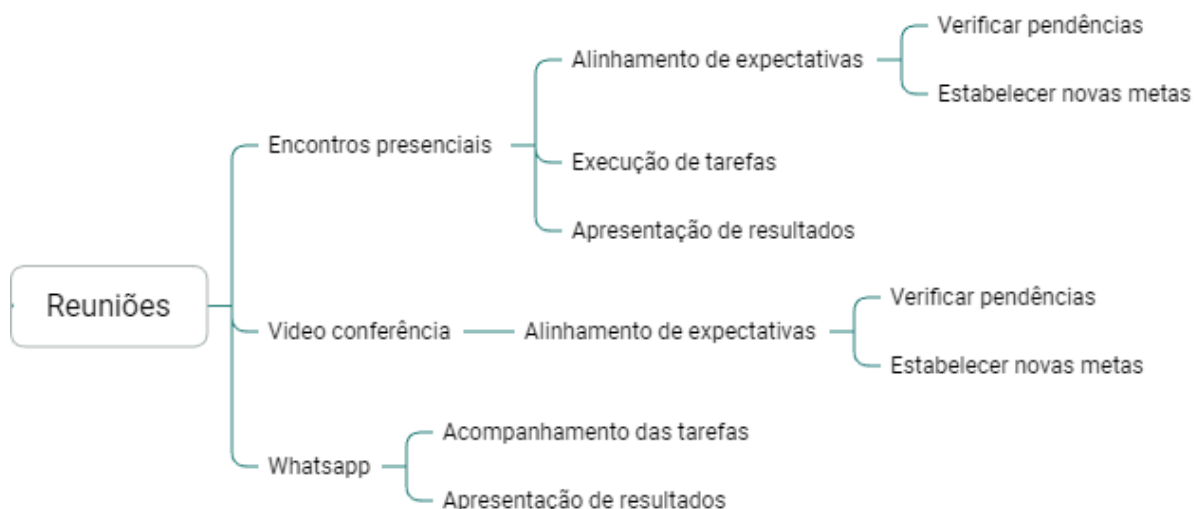 Verificar pendências
Alinhamento de expectativas
Estabelecer novas metas
Encontros presenciais
Execução de tarefas
Apresentação de resultados
Reuniões
Verificar pendências
Video conferência
Alinhamento de expectativas
Estabelecer novas metas
Acompanhamento das tarefas
Whatsapp
Apresentação de resultados